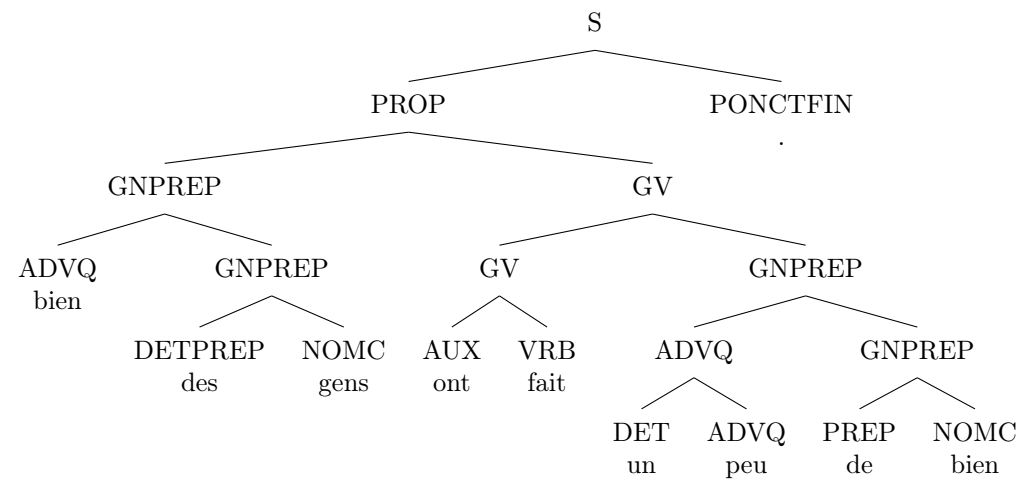 S
PROP PONCTFIN
.
GNPREP GV
ADVQ GNPREP GV GNPREP
bien
DETPREP NOMC AUX VRB ADVQ GNPREP
des gens ont fait
DET ADVQ PREP NOMC
un peu de bien